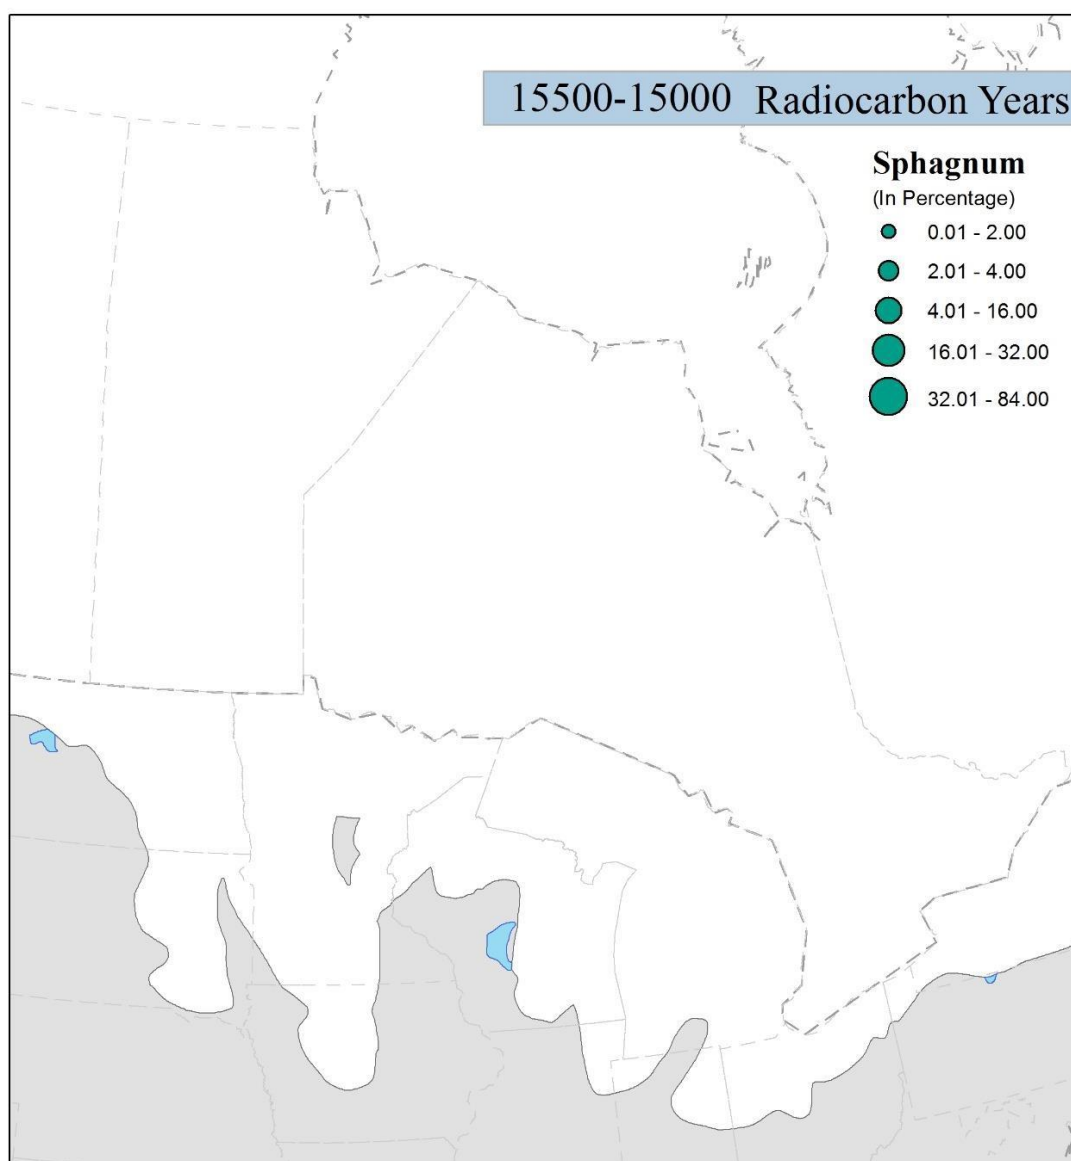 15500-15000 Radiocarbon Years
Sphagnum
(In Percentage)
0.01 - 2.00
2.01 - 4.00
4.01 - 16.00
16.01 - 32.00
32.01 - 84.00